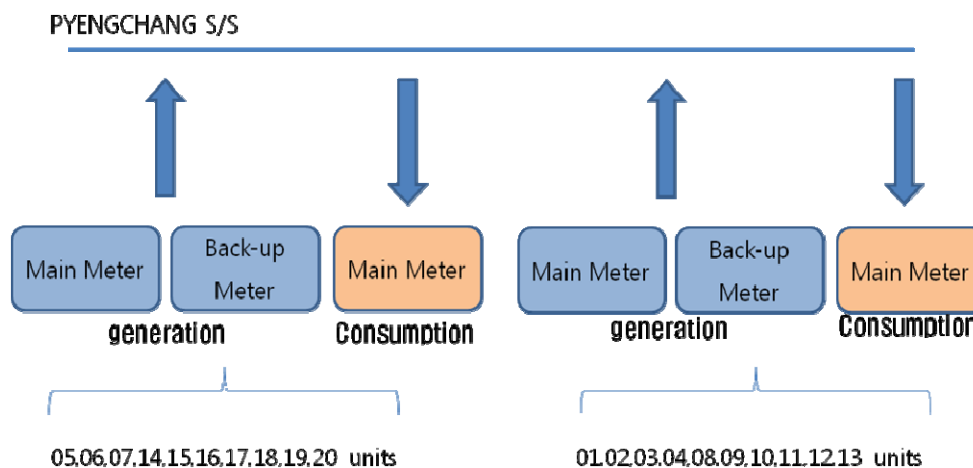 PYENGCHANG S/S
Main Meter
Back-up
Meter
Main Meter
generation
Consumption
Main Meter
Back-up
Meter
Main Meter
generation
Consumption
05,06,07,14,15,16,17,18,19,20 units
01,02,03,04,08,09,10,11,12,13 units